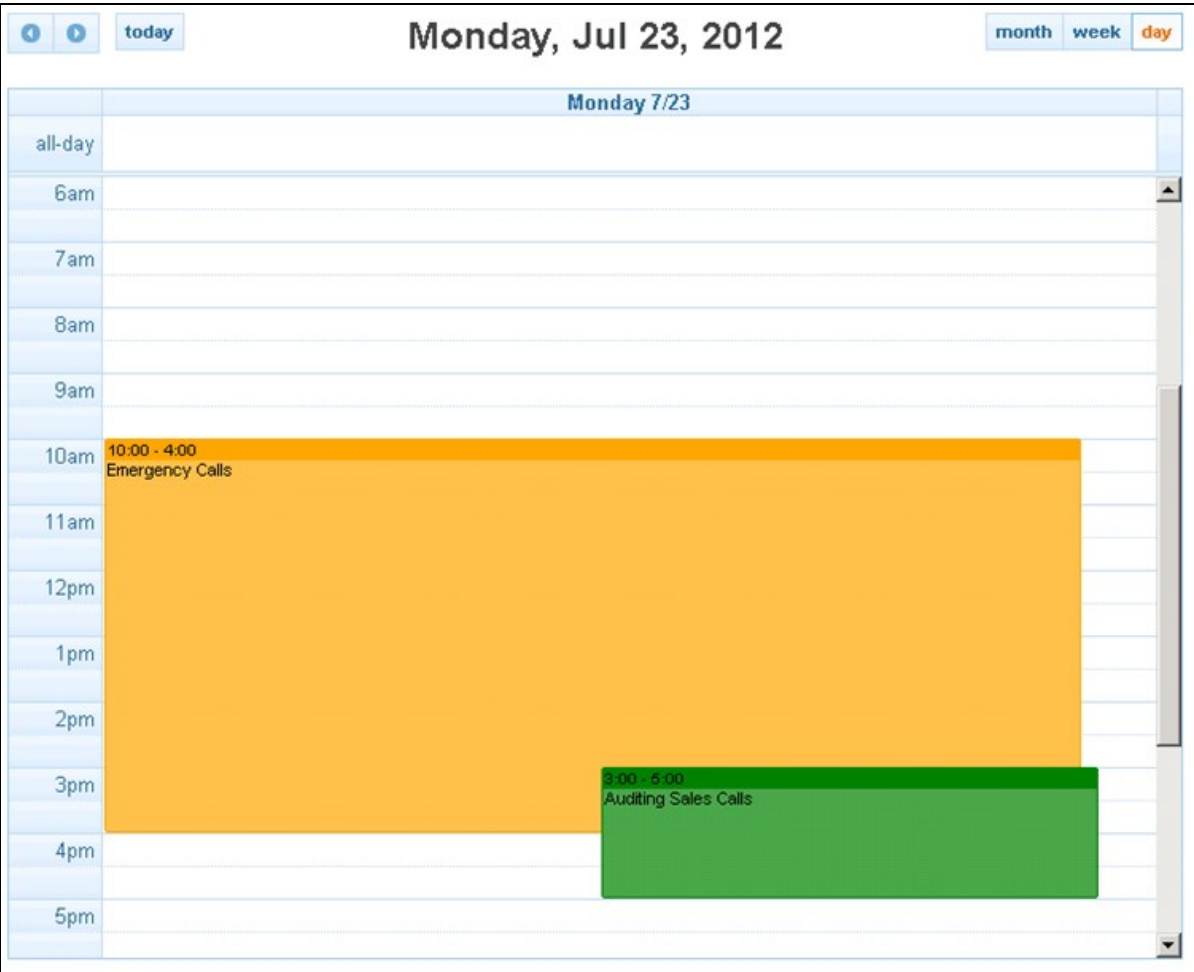 today
Monday, Jul 23, 2012
month week day
Monday 7/23
all-day
6am
7am
8am
9am
10am
10:00 - 4:00
Emergency Calls
11am
12pm
1pm
2pm
3pm
3:00 - 5:00
Auditing Sales Calls
4pm
5pm